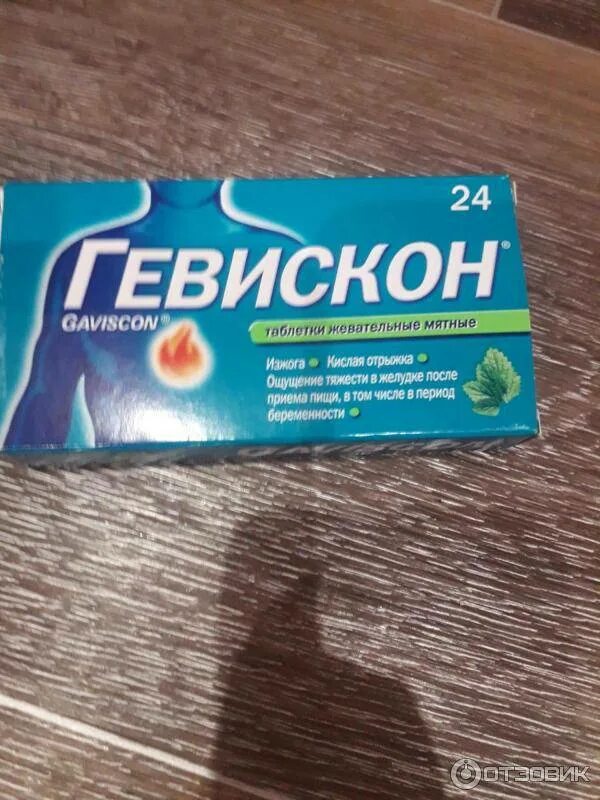 24
ГЕВИСКОН®
GAVISCON®
таблетки жевательные мятные
Изжога • Кислая отрыжка •
Ощущение тяжести в желудке после
приема пищи, в том числе в период
беременности •
GAVISCON
ОТЗОВИК